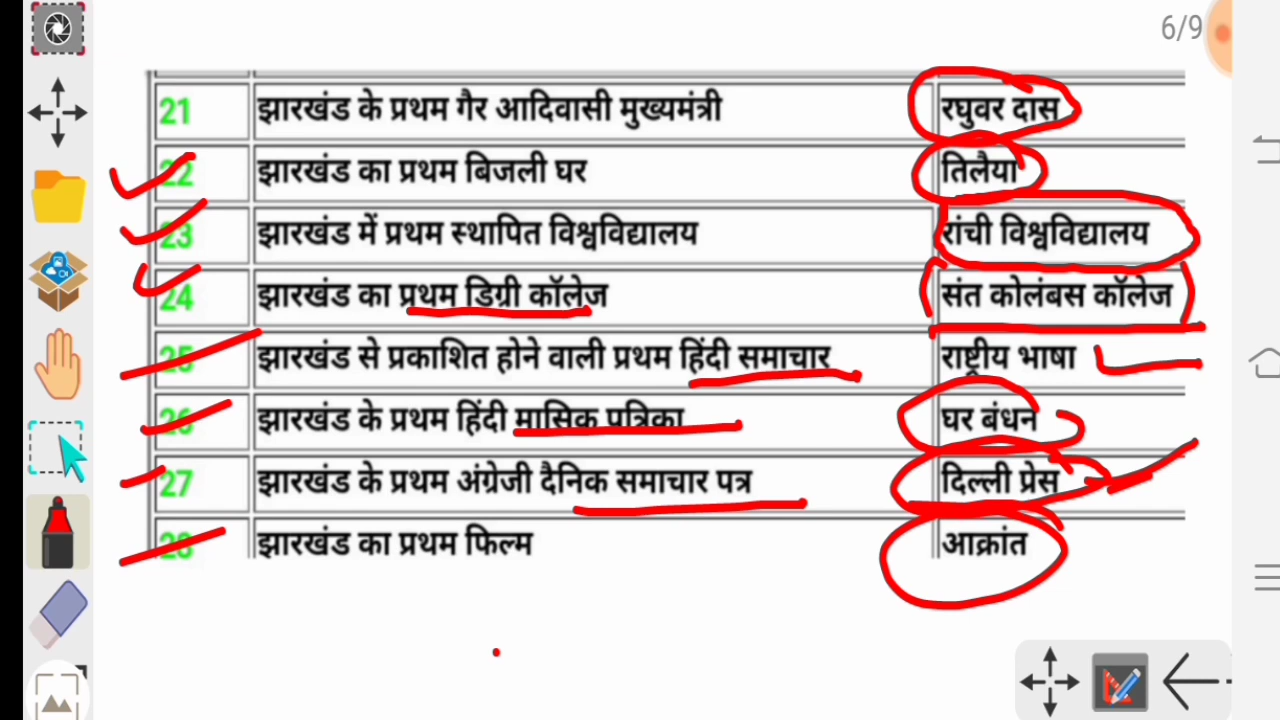 6/9
21 झारखंड के प्रथम गैर आदिवासी मुख्यमंत्री रघुवर दास
22 झारखंड का प्रथम बिजली घर तिलैया
23 झारखंड में प्रथम स्थापित विश्वविद्यालय रांची विश्वविद्यालय
24 झारखंड का प्रथम डिग्री कॉलेज संत कोलंबस कॉलेज
25 झारखंड से प्रकाशित होने वाली प्रथम हिंदी समाचार राष्ट्रीय भाषा
26 झारखंड के प्रथम हिंदी मासिक पत्रिका घर बंधन
27 झारखंड के प्रथम अंग्रेजी दैनिक समाचार पत्र दिल्ली प्रेस
28 झारखंड का प्रथम फिल्म आक्रांत